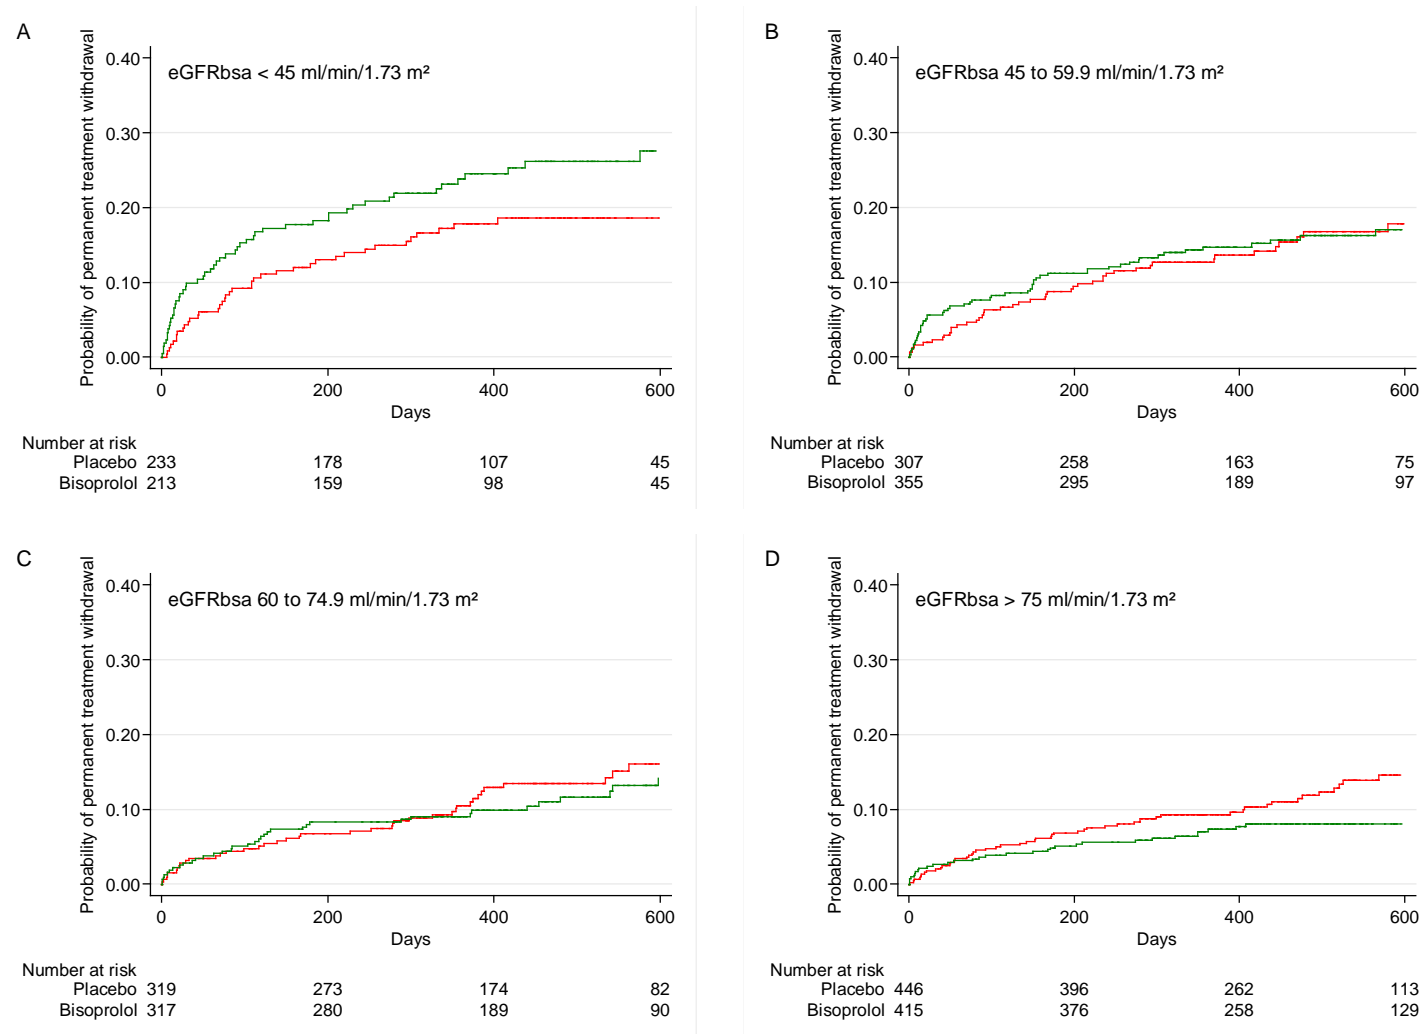 A
Probability of permanent treatment withdrawal
0.40
0.30
0.20
0.10
0.00
eGFRbsa < 45 ml/min/1.73 m²
0 200 400 600
Days
Number at risk
Placebo 233 178 107 45
Bisoprolol 213 159 98 45
B
Probability of permanent treatment withdrawal
0.40
0.30
0.20
0.10
0.00
eGFRbsa 45 to 59.9 ml/min/1.73 m²
0 200 400 600
Days
Number at risk
Placebo 307 258 163 75
Bisoprolol 355 295 189 97
C
Probability of permanent treatment withdrawal
0.40
0.30
0.20
0.10
0.00
eGFRbsa 60 to 74.9 ml/min/1.73 m²
0 200 400 600
Days
Number at risk
Placebo 319 273 174 82
Bisoprolol 317 280 189 90
D
Probability of permanent treatment withdrawal
0.40
0.30
0.20
0.10
0.00
eGFRbsa > 75 ml/min/1.73 m²
0 200 400 600
Days
Number at risk
Placebo 446 396 262 113
Bisoprolol 415 376 258 129